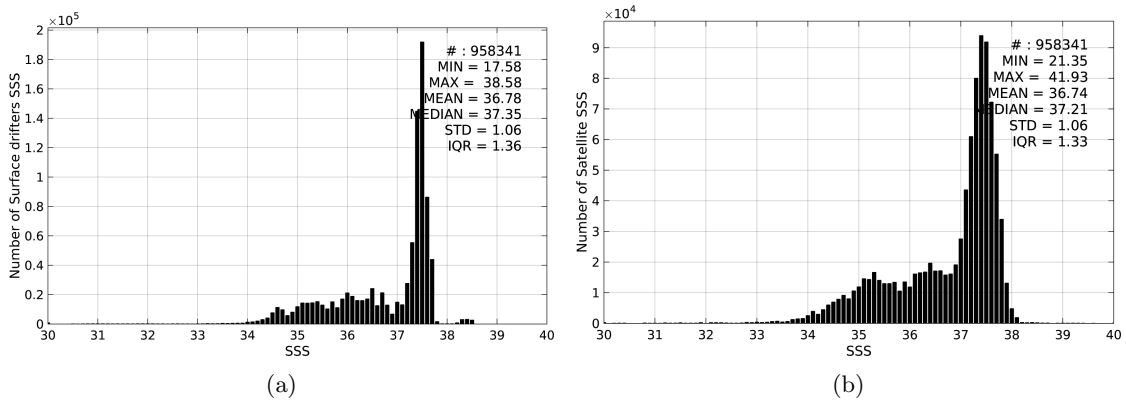 ×10⁵
2
1.8
1.6
1.4
1.2
1
0.8
0.6
0.4
0.2
0
Number of Surface drifters SSS
# : 958341
MIN = 17.58
MAX = 38.58
MEAN = 36.78
MEDIAN = 37.35
STD = 1.06
IQR = 1.36
30 31 32 33 34 35 36 37 38 39 40
SSS
(a)
×10⁴
9
8
7
6
5
4
3
2
1
0
Number of Satellite SSS
# : 958341
MIN = 21.35
MAX = 41.93
MEAN = 36.74
MEDIAN = 37.21
STD = 1.06
IQR = 1.33
30 31 32 33 34 35 36 37 38 39 40
SSS
(b)